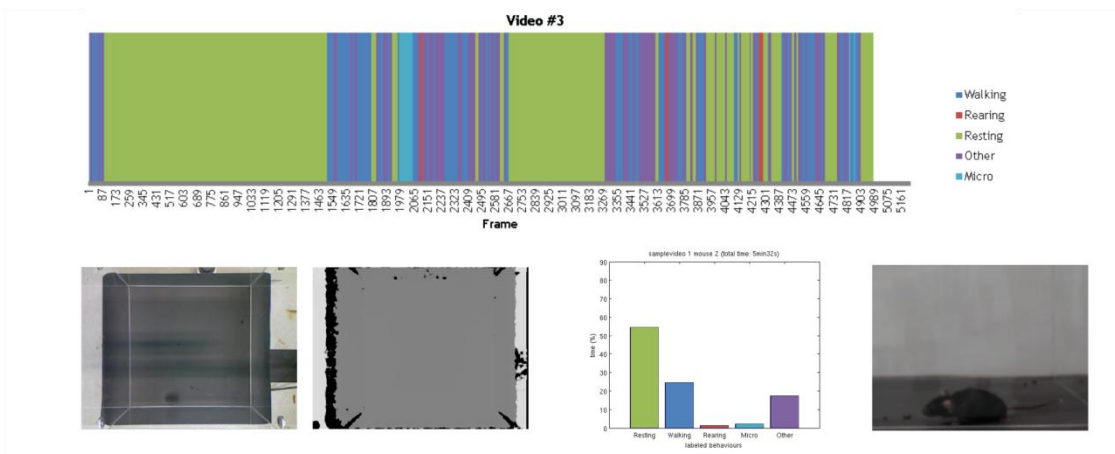 Video #3
Walking
Rearing
Resting
Other
Micro
1 87 173 259 345 431 517 603 689 775 861 947 1033 1119 1205 1291 1377 1463 1549 1635 1721 1807 1893 1979 2065 2151 2237 2323 2409 2495 2581 2667 2753 2839 2925 3011 3097 3183 3269 3355 3441 3527 3613 3699 3785 3871 3957 4043 4129 4215 4301 4387 4473 4559 4645 4731 4817 4903 4989 5075 5161
Frame
samplevideo 1 mouse 2 (total time: 5min32s)
90
80
70
60
50
40
30
20
10
0
time (%)
Resting Walking Rearing Micro Other
labeled behaviours